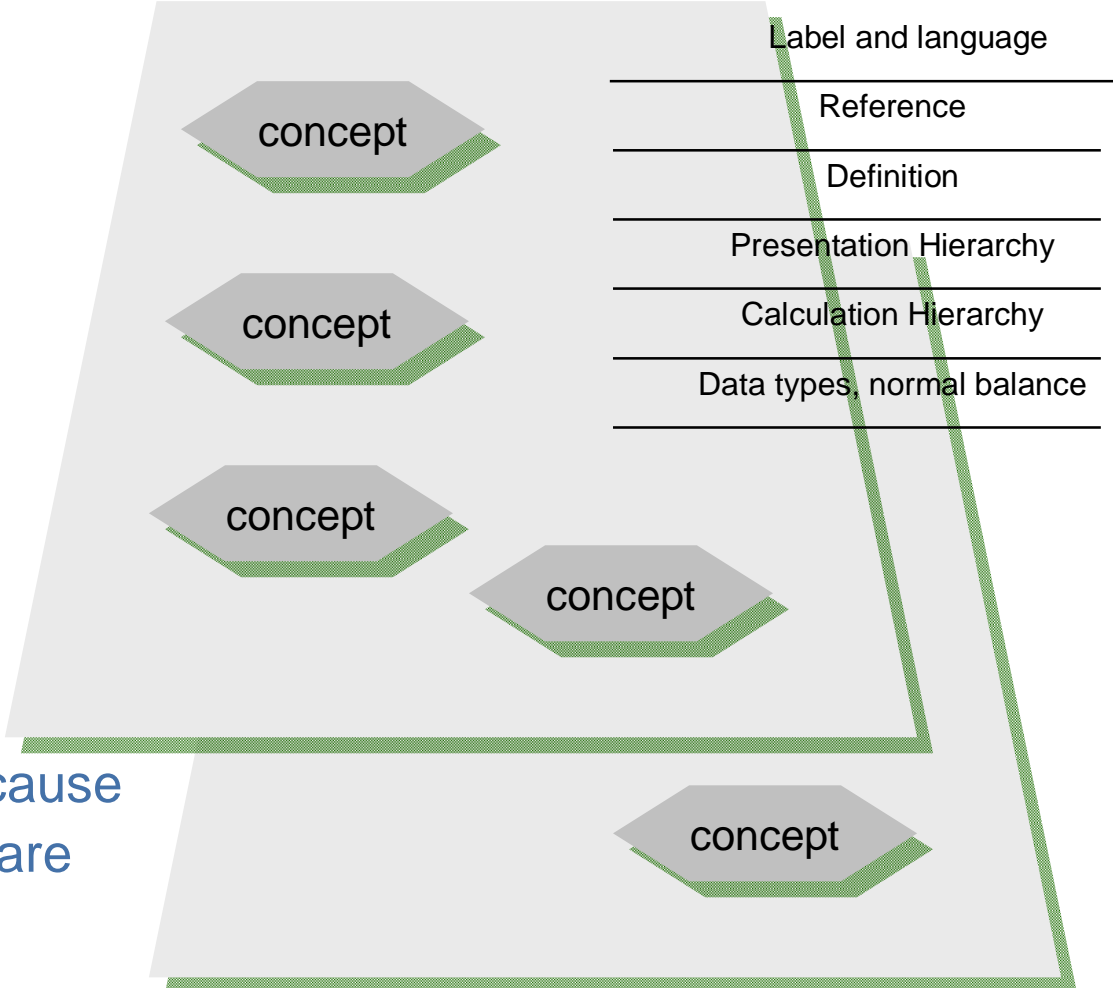 Label and language
concept
Reference
Definition
Presentation Hierarchy
concept
Calculation Hierarchy
Data types, normal balance
concept
concept
cause
are
concept